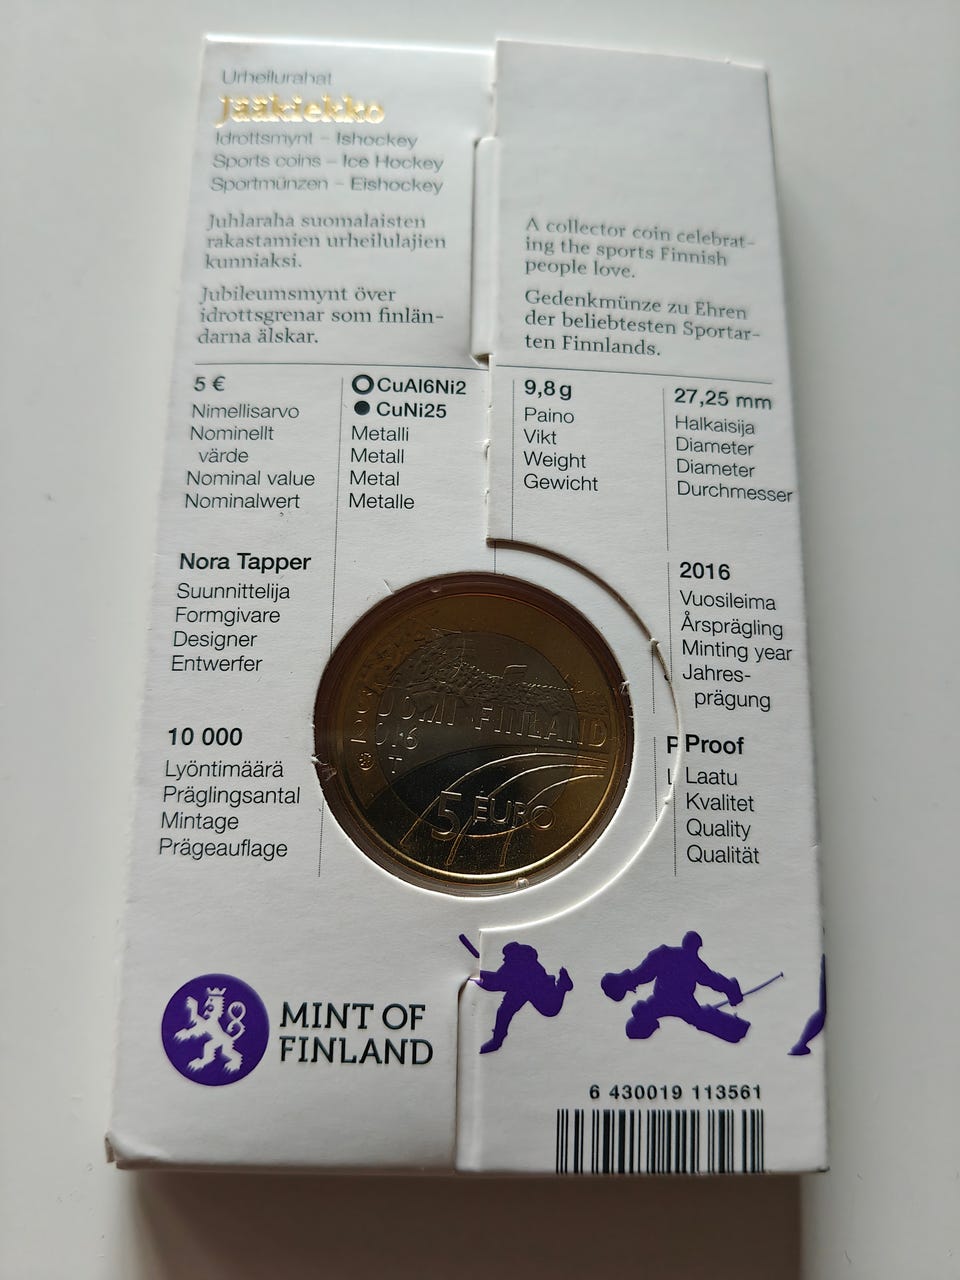 Urheilurahat
Jääkiekko
Idrottsmynt – Ishockey
Sports coins – Ice Hockey
Sportmünzen – Eishockey
Juhlaraha suomalaisten
rakastamien urheilulajien
kunniaksi.
Jubileumsmynt över
idrottsgrenar som finlän-
darna älskar.
A collector coin celebrat-
ing the sports Finnish
people love.
Gedenkmünze zu Ehren
der beliebtesten Sportar-
ten Finnlands.
5 €
Nimellisarvo
Nominellt
värde
Nominal value
Nominalwert
CuAl6Ni2
CuNi25
Metalli
Metall
Metal
Metalle
9,8 g
Paino
Vikt
Weight
Gewicht
27,25 mm
Halkaisija
Diameter
Diameter
Durchmesser
Nora Tapper
Suunnittelija
Formgivare
Designer
Entwerfer
2016
Vuosileima
Årsprägling
Minting year
Jahres-
prägung
10 000
Lyöntimäärä
Präglingsantal
Mintage
Prägeauflage
P Proof
L Laatu
Kvalitet
Quality
Qualität
SUOMI FINLAND
2016
5 EURO
MINT OF
FINLAND
6 430019 113561